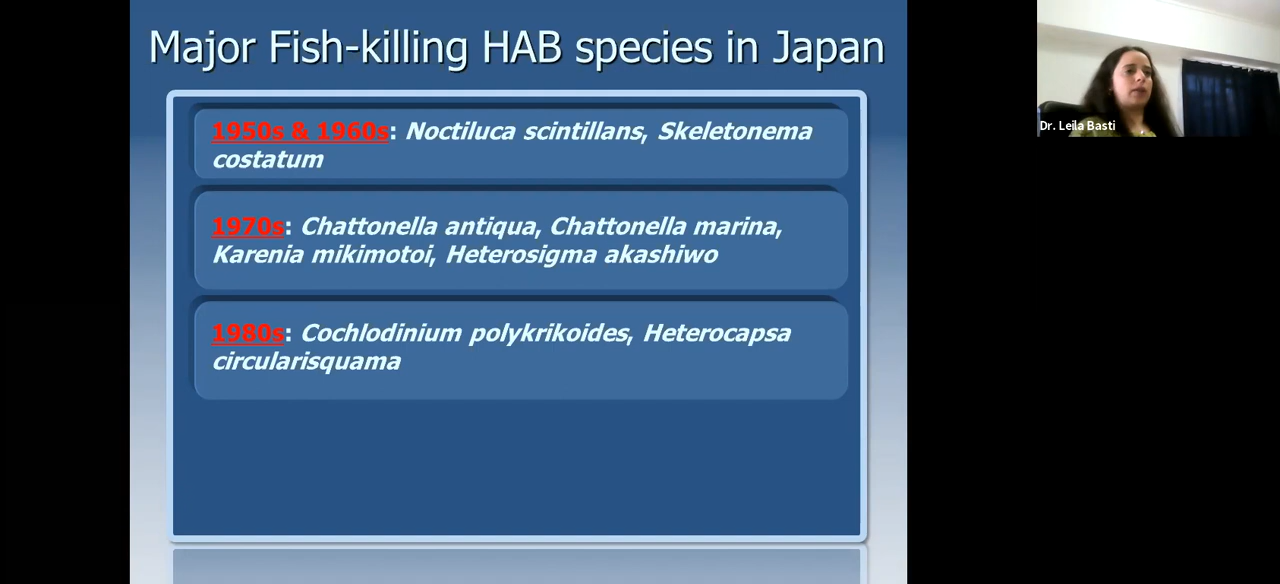 Major Fish-killing HAB species in Japan
1950s & 1960s: Noctiluca scintillans, Skeletonema
costatum
1970s: Chattonella antiqua, Chattonella marina,
Karenia mikimotoi, Heterosigma akashiwo
1980s: Cochlodinium polykrikoides, Heterocapsa
circularisquama
Dr. Leila Basti